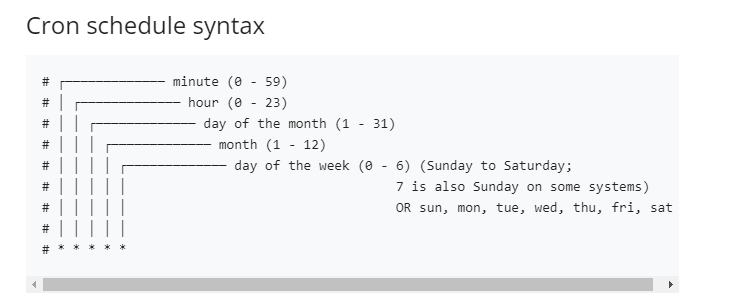 Cron schedule syntax
# ┌───────────── minute (0 - 59)
# │ ┌───────────── hour (0 - 23)
# │ │ ┌───────────── day of the month (1 - 31)
# │ │ │ ┌───────────── month (1 - 12)
# │ │ │ │ ┌───────────── day of the week (0 - 6) (Sunday to Saturday;
# │ │ │ │ │                                   7 is also Sunday on some systems)
# │ │ │ │ │                                   OR sun, mon, tue, wed, thu, fri, sat
# │ │ │ │ │
# * * * * *